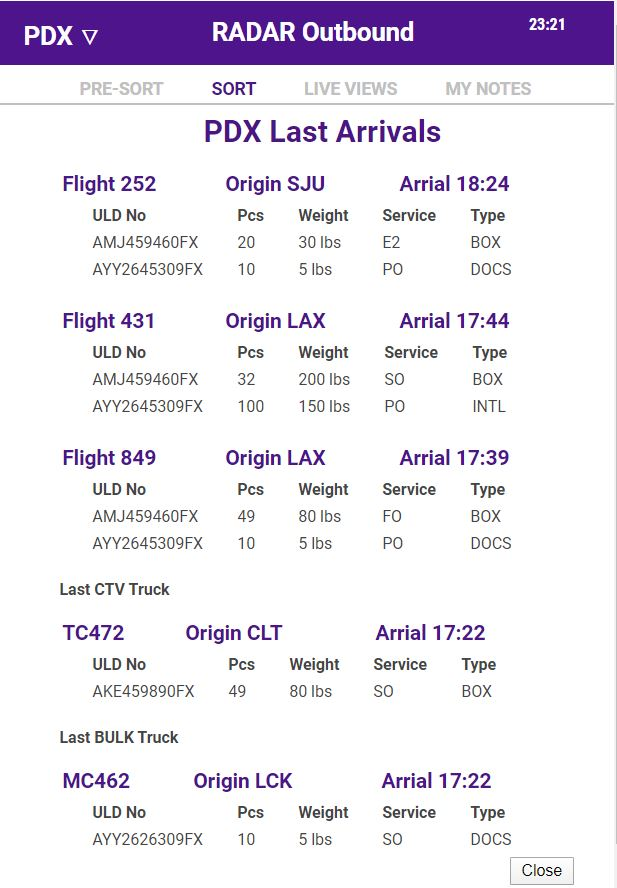 PDX ▽ RADAR Outbound 23:21
PRE-SORT SORT LIVE VIEWS MY NOTES
PDX Last Arrivals
Flight 252 Origin SJU Arrial 18:24
ULD No Pcs Weight Service Type
AMJ459460FX 20 30 lbs E2 BOX
AYY2645309FX 10 5 lbs PO DOCS
Flight 431 Origin LAX Arrial 17:44
ULD No Pcs Weight Service Type
AMJ459460FX 32 200 lbs SO BOX
AYY2645309FX 100 150 lbs PO INTL
Flight 849 Origin LAX Arrial 17:39
ULD No Pcs Weight Service Type
AMJ459460FX 49 80 lbs FO BOX
AYY2645309FX 10 5 lbs PO DOCS
Last CTV Truck
TC472 Origin CLT Arrial 17:22
ULD No Pcs Weight Service Type
AKE459890FX 49 80 lbs SO BOX
Last BULK Truck
MC462 Origin LCK Arrial 17:22
ULD No Pcs Weight Service Type
AYY2626309FX 10 5 lbs SO DOCS
Close